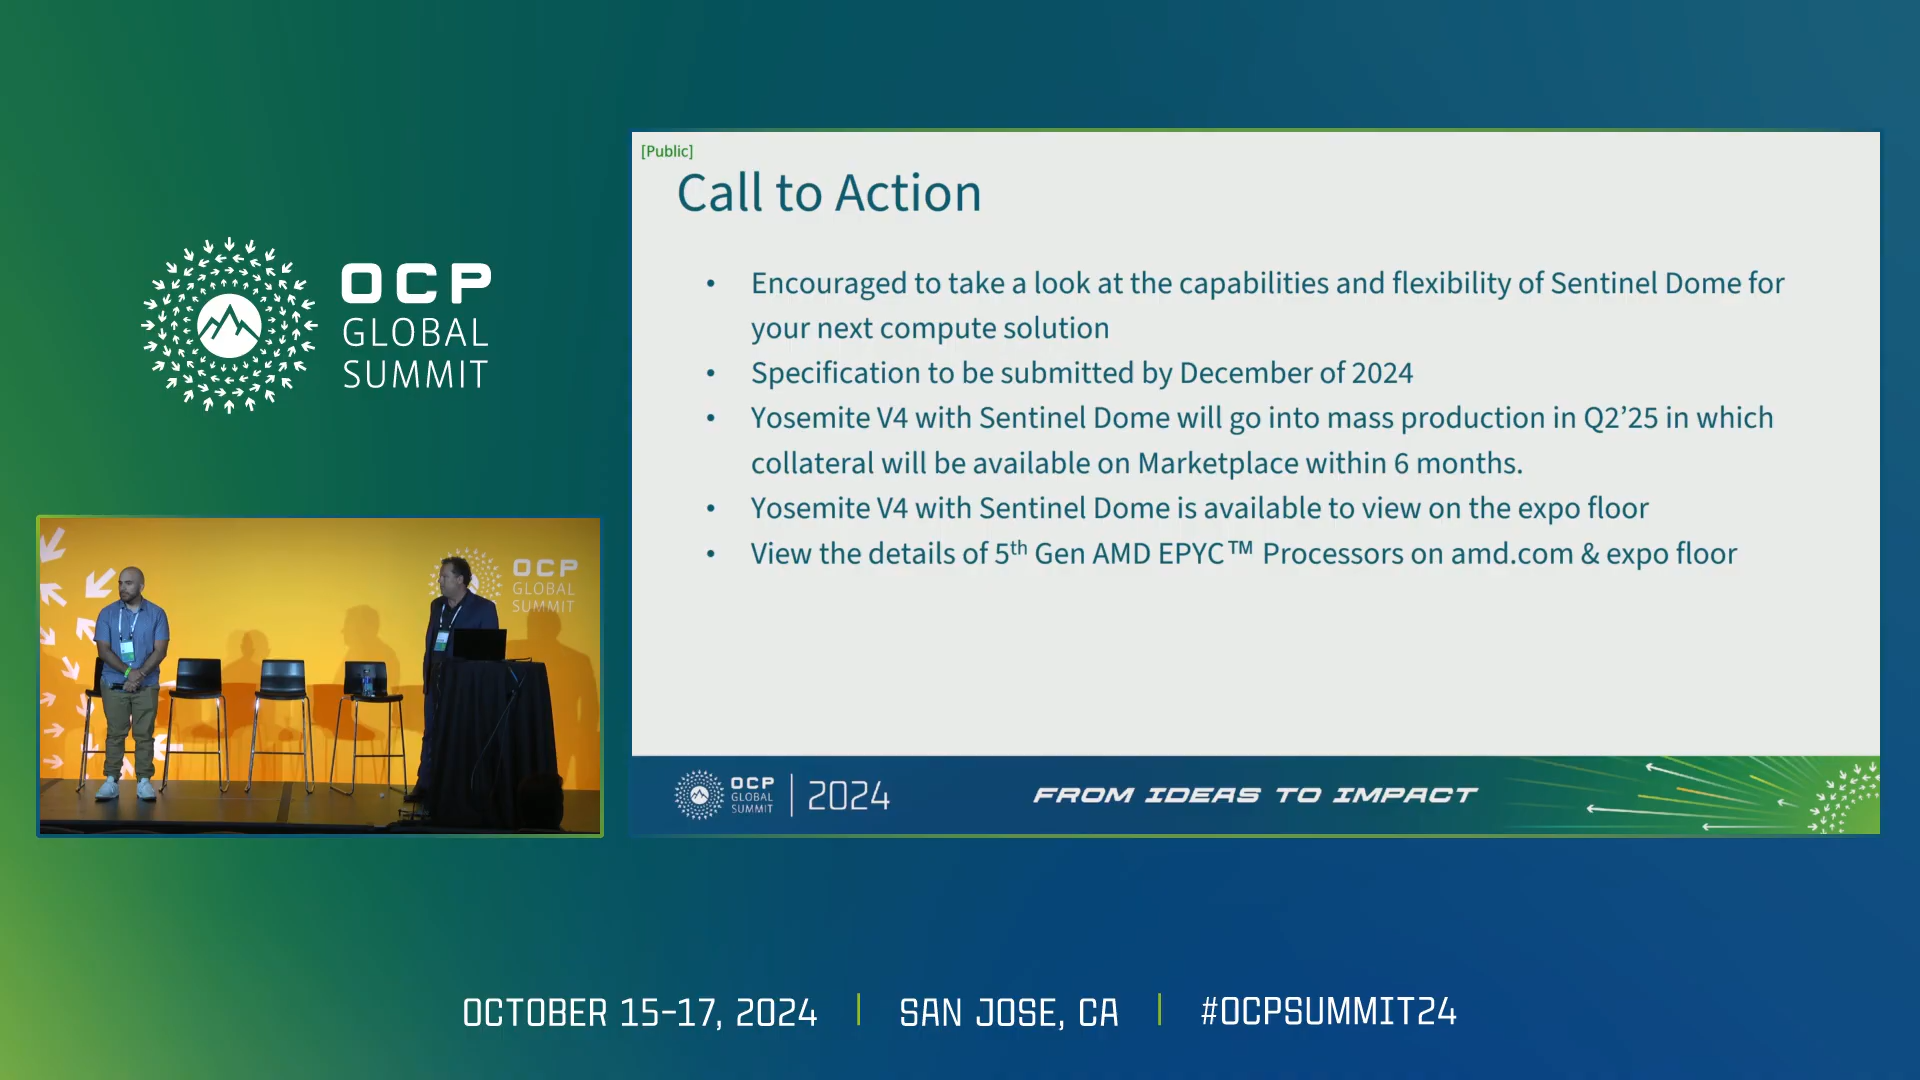 OCP
GLOBAL
SUMMIT
[Public]
Call to Action
• Encouraged to take a look at the capabilities and flexibility of Sentinel Dome for
your next compute solution
• Specification to be submitted by December of 2024
• Yosemite V4 with Sentinel Dome will go into mass production in Q2’25 in which
collateral will be available on Marketplace within 6 months.
• Yosemite V4 with Sentinel Dome is available to view on the expo floor
• View the details of 5th Gen AMD EPYC™ Processors on amd.com & expo floor
OCP
GLOBAL
SUMMIT
OCP
GLOBAL
SUMMIT
2024
FROM IDEAS TO IMPACT
OCTOBER 15-17, 2024 | SAN JOSE, CA | #OCPSUMMIT24